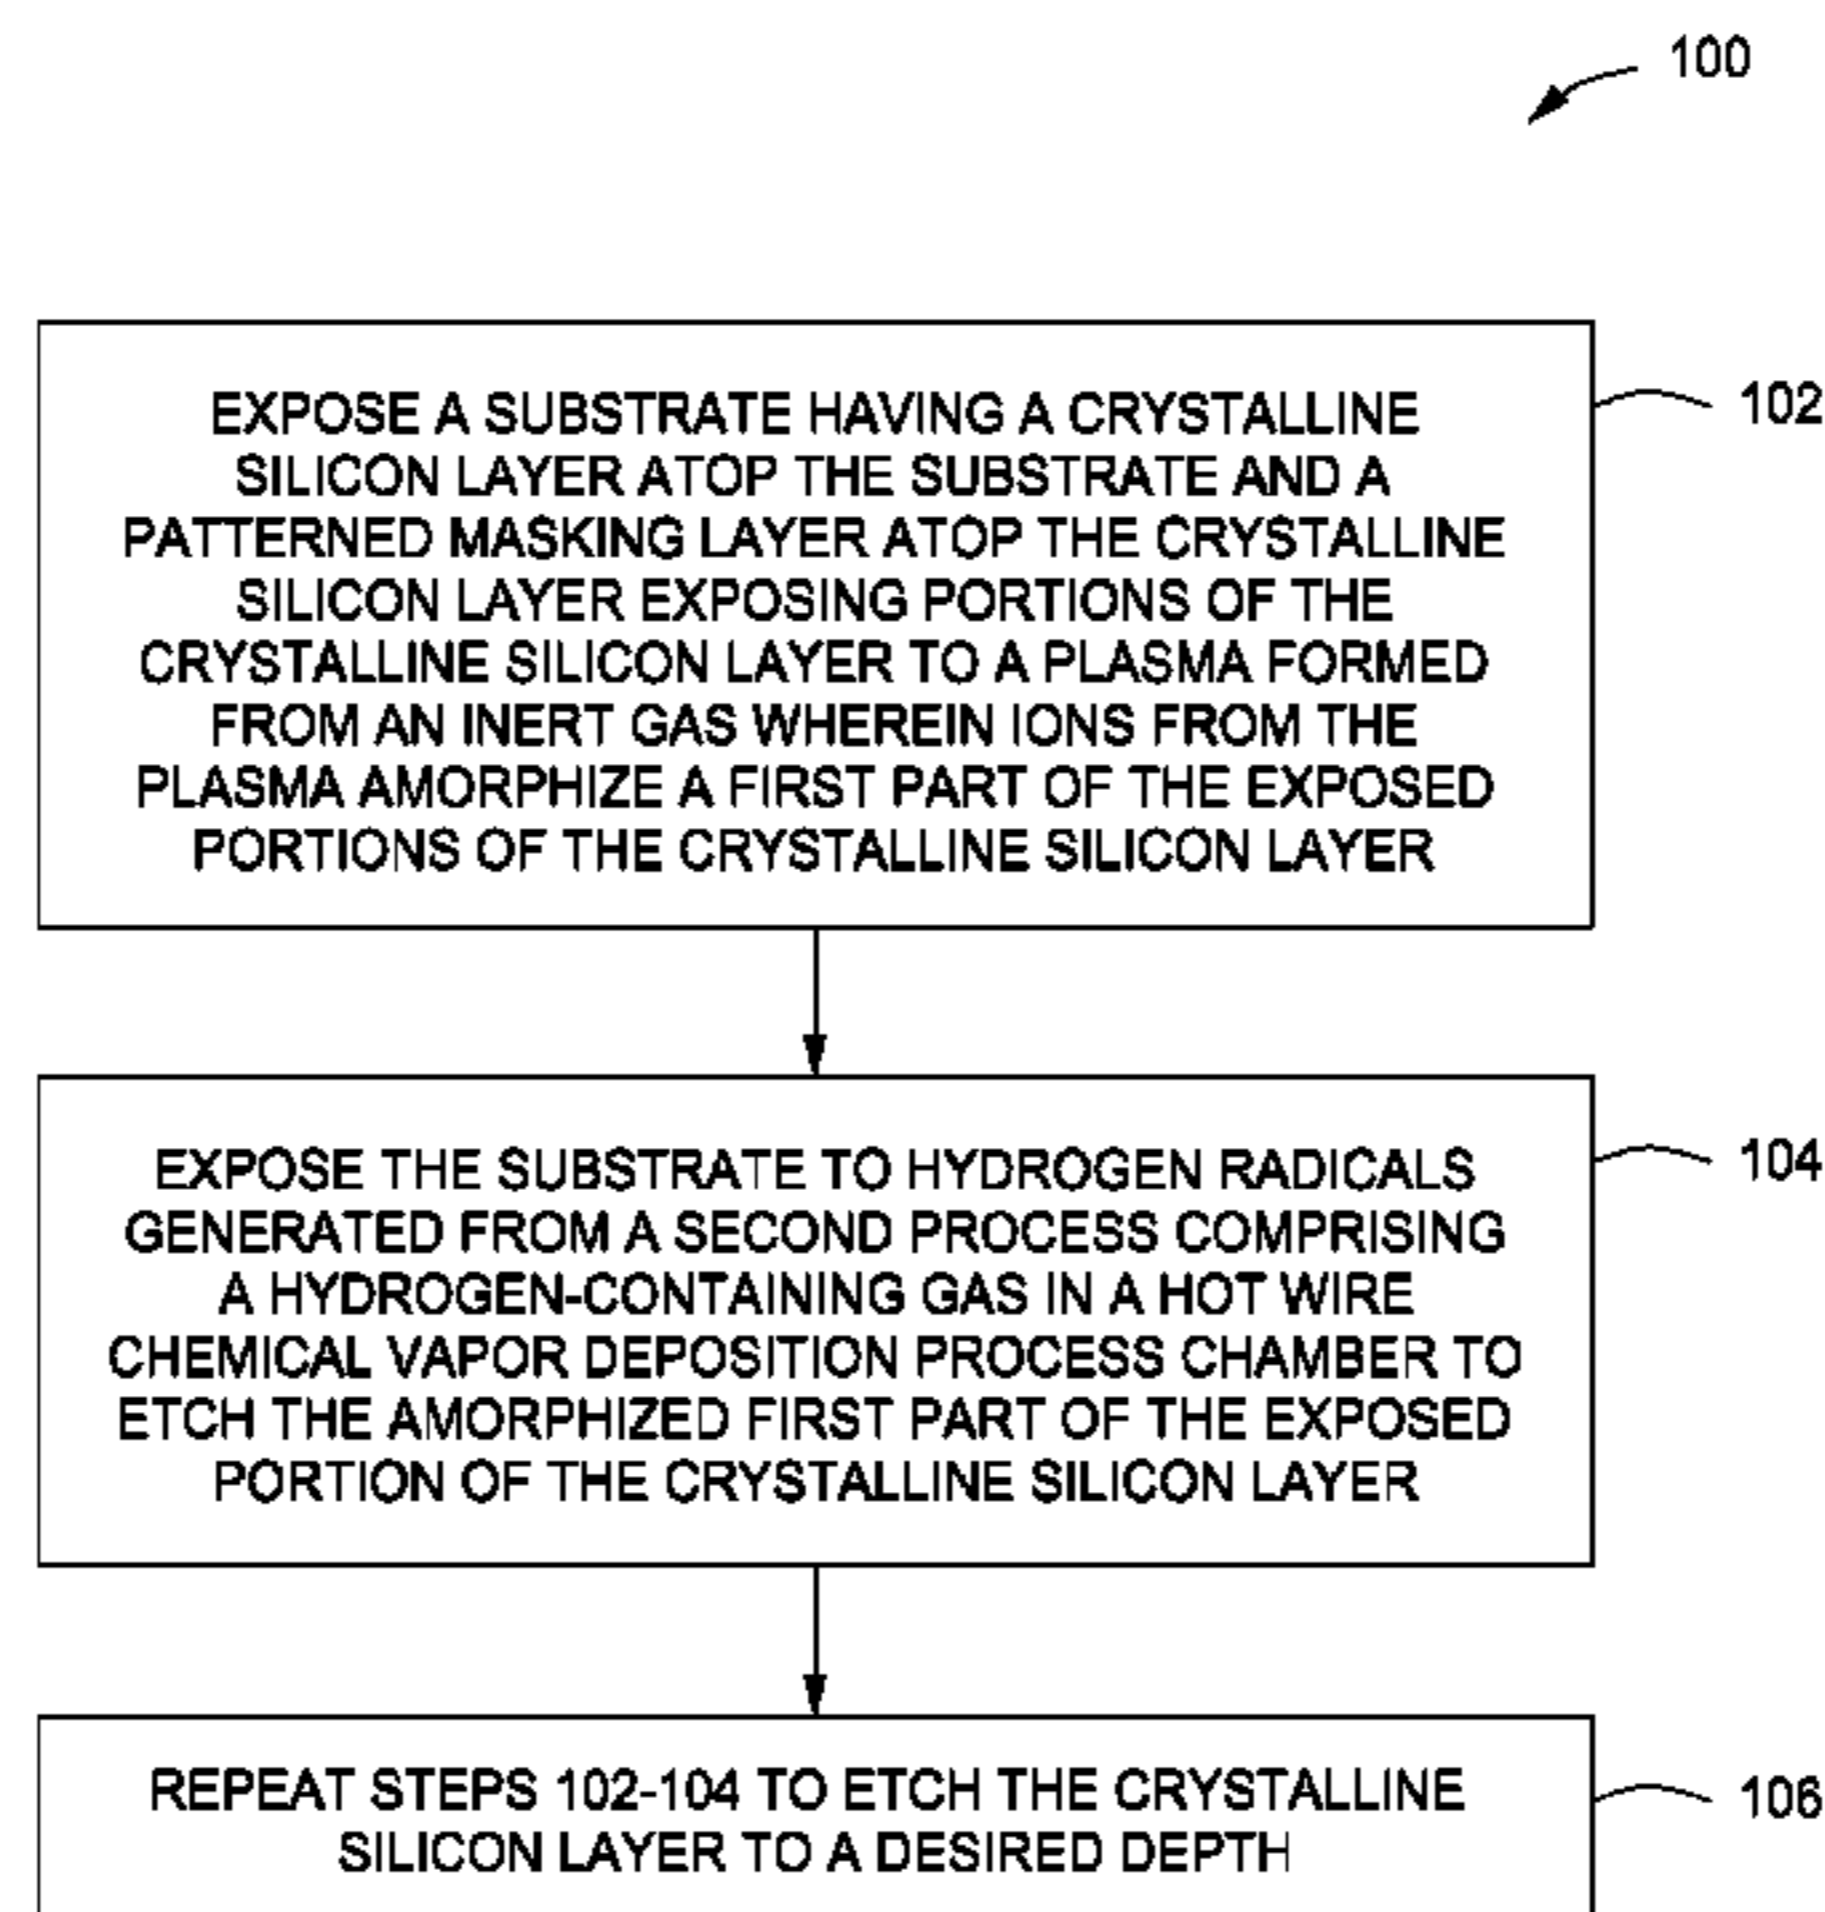 100
EXPOSE A SUBSTRATE HAVING A CRYSTALLINE
SILICON LAYER ATOP THE SUBSTRATE AND A
PATTERNED MASKING LAYER ATOP THE CRYSTALLINE
SILICON LAYER EXPOSING PORTIONS OF THE
CRYSTALLINE SILICON LAYER TO A PLASMA FORMED
FROM AN INERT GAS WHEREIN IONS FROM THE
PLASMA AMORPHIZE A FIRST PART OF THE EXPOSED
PORTIONS OF THE CRYSTALLINE SILICON LAYER
102
EXPOSE THE SUBSTRATE TO HYDROGEN RADICALS
GENERATED FROM A SECOND PROCESS COMPRISING
A HYDROGEN-CONTAINING GAS IN A HOT WIRE
CHEMICAL VAPOR DEPOSITION PROCESS CHAMBER TO
ETCH THE AMORPHIZED FIRST PART OF THE EXPOSED
PORTION OF THE CRYSTALLINE SILICON LAYER
104
REPEAT STEPS 102-104 TO ETCH THE CRYSTALLINE
SILICON LAYER TO A DESIRED DEPTH
106